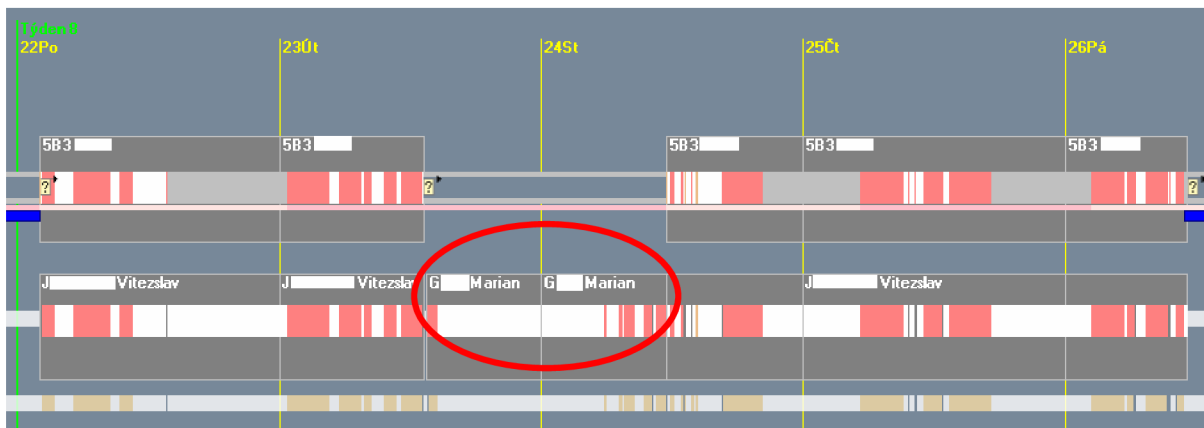 Týden 8
22Po 23Út 24St 25Čt 26Pá
5B3 5B3 5B3 5B3 5B3
? ? ?
J Vitezslav J Vitezslav G Marian G Marian J Vitezslav